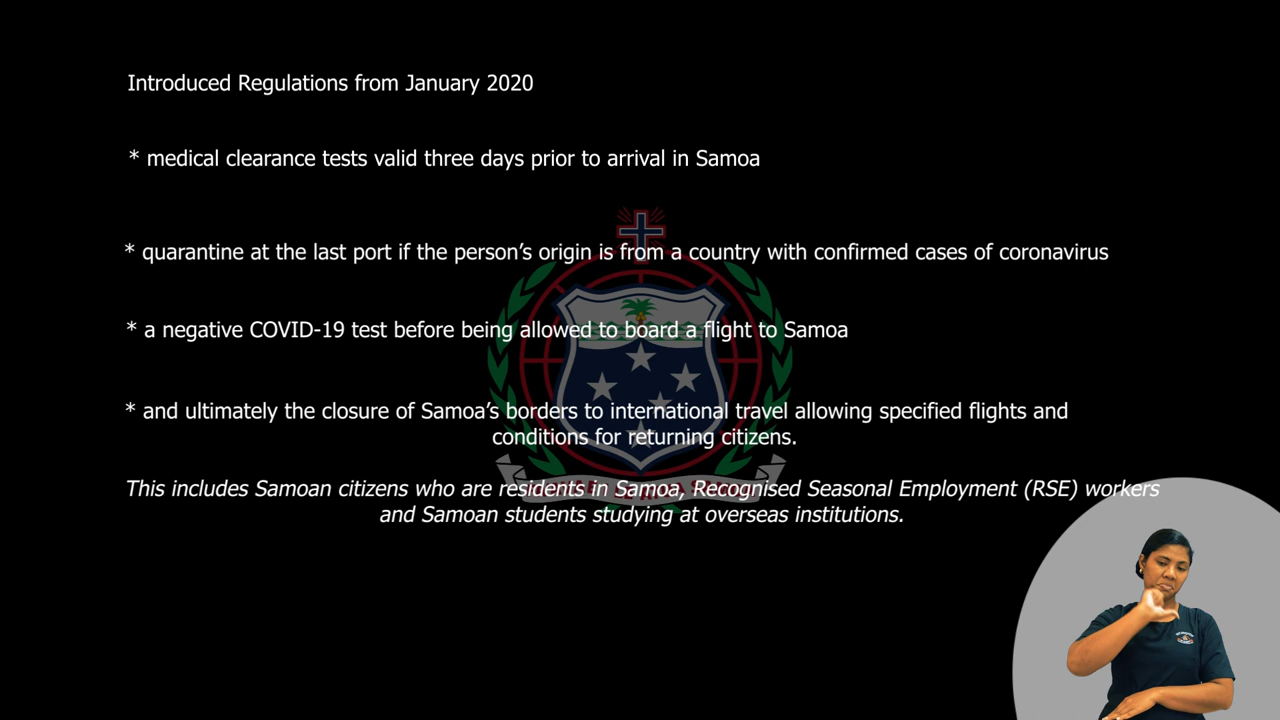 Introduced Regulations from January 2020
* medical clearance tests valid three days prior to arrival in Samoa
* quarantine at the last port if the person’s origin is from a country with confirmed cases of coronavirus
* a negative COVID-19 test before being allowed to board a flight to Samoa
* and ultimately the closure of Samoa’s borders to international travel allowing specified flights and
conditions for returning citizens.
This includes Samoan citizens who are residents in Samoa, Recognised Seasonal Employment (RSE) workers
and Samoan students studying at overseas institutions.